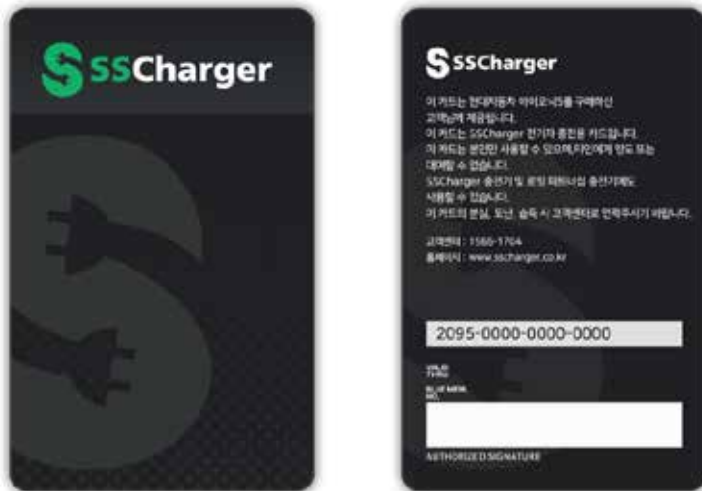 SSCharger
SSCharger
이 카드는 현대자동차 아이오닉5를 구매하신
고객님께 제공됩니다.
이 카드는 SSCharger 전기차 충전용 카드입니다.
이 카드는 본인만 사용할 수 있으며,타인에게 양도 또는
대여할 수 없습니다.
SSCharger 충전기 및 로밍 파트너십 충전기에도
사용할 수 있습니다.
이 카드의 분실, 도난, 습득 시 고객센터로 연락주시기 바랍니다.
고객센터 : 1566-1704
홈페이지 : www.sscharger.co.kr
2095-0000-0000-0000
VALID
THRU
BLUE MEM.
NO.
AUTHORIZED SIGNATURE